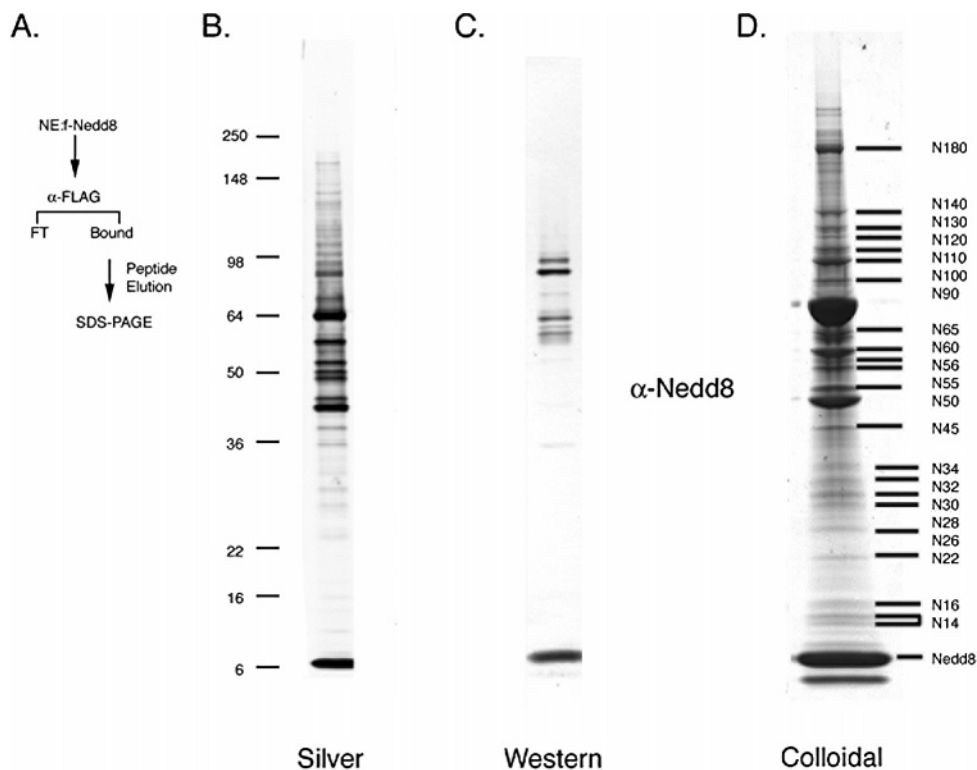 A.
NE:f-Nedd8
α-FLAG
FT Bound
Peptide
Elution
SDS-PAGE
B.
250
148
98
64
50
36
22
16
6
Silver
C.
α-Nedd8
Western
D.
N180
N140
N130
N120
N110
N100
N90
N65
N60
N56
N55
N50
N45
N34
N32
N30
N28
N26
N22
N16
N14
Nedd8
Colloidal